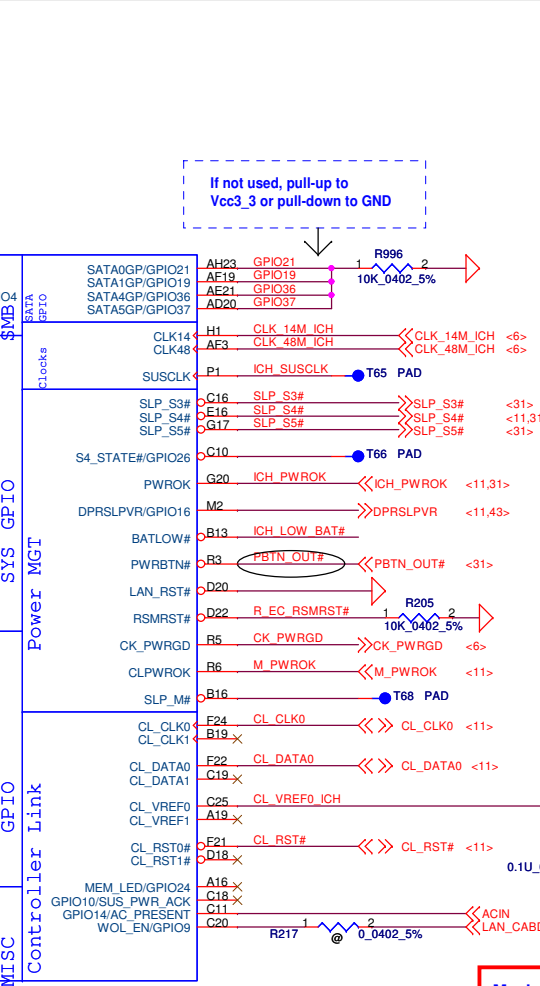 If not used, pull-up to
Vcc3_3 or pull-down to GND
R996
1 2
10K_0402_5%
SATA0GP/GPIO21 AH23 GPIO21
SATA1GP/GPIO19 AF19 GPIO19
SATA4GP/GPIO36 AE21 GPIO36
SATA5GP/GPIO37 AD20 GPIO37
O4
SMB
SATA
GPIO
CLK14 H1 CLK_14M_ICH CLK_14M_ICH <6>
CLK48 AF3 CLK_48M_ICH CLK_48M_ICH <6>
Clocks
SUSCLK P1 ICH_SUSCLK T65 PAD
SLP_S3# C16 SLP_S3# SLP_S3# <31>
SLP_S4# E16 SLP_S4# SLP_S4# <11,31
SLP_S5# G17 SLP_S5# SLP_S5# <31>
S4_STATE#/GPIO26 C10 T66 PAD
PWROK G20 ICH_PWROK ICH_PWROK <11,31>
DPRSLPVR/GPIO16 M2 DPRSLPVR <11,43>
BATLOW# B13 ICH_LOW_BAT#
PWRBTN# R3 PBTN_OUT# PBTN_OUT# <31>
LAN_RST# D20
RSMRST# D22 R_EC_RSMRST# 1 R205 2
10K_0402_5%
CK_PWRGD R5 CK_PWRGD CK_PWRGD <6>
CLPWROK R6 M_PWROK M_PWROK <11>
SLP_M# B16 T68 PAD
SYS GPIO
Power MGT
CL_CLK0 F24 CL_CLK0 CL_CLK0 <11>
CL_CLK1 B19
CL_DATA0 F22 CL_DATA0 CL_DATA0 <11>
CL_DATA1 C19
CL_VREF0 C25 CL_VREF0_ICH
CL_VREF1 A19
CL_RST0# F21 CL_RST# CL_RST# <11>
CL_RST1# D18
0.1U_
MEM_LED/GPIO24 A16
GPIO10/SUS_PWR_ACK C18
GPIO14/AC_PRESENT C11 ACIN
WOL_EN/GPIO9 C20 1 2 LAN_CABD
R217 @ 0_0402_5%
GPIO
Controller Link
MISC